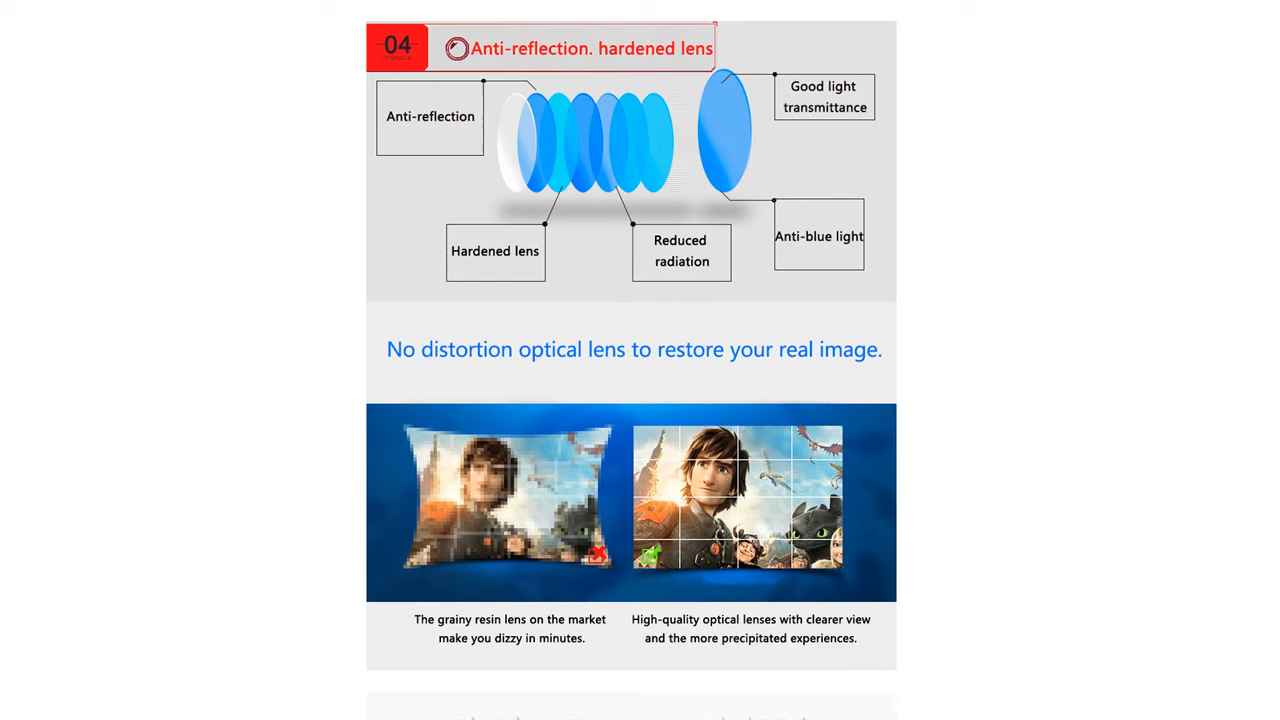 04
Anti-reflection. hardened lens
Anti-reflection
Good light
transmittance
Hardened lens
Reduced
radiation
Anti-blue light
No distortion optical lens to restore your real image.
The grainy resin lens on the market
make you dizzy in minutes.
High-quality optical lenses with clearer view
and the more precipitated experiences.